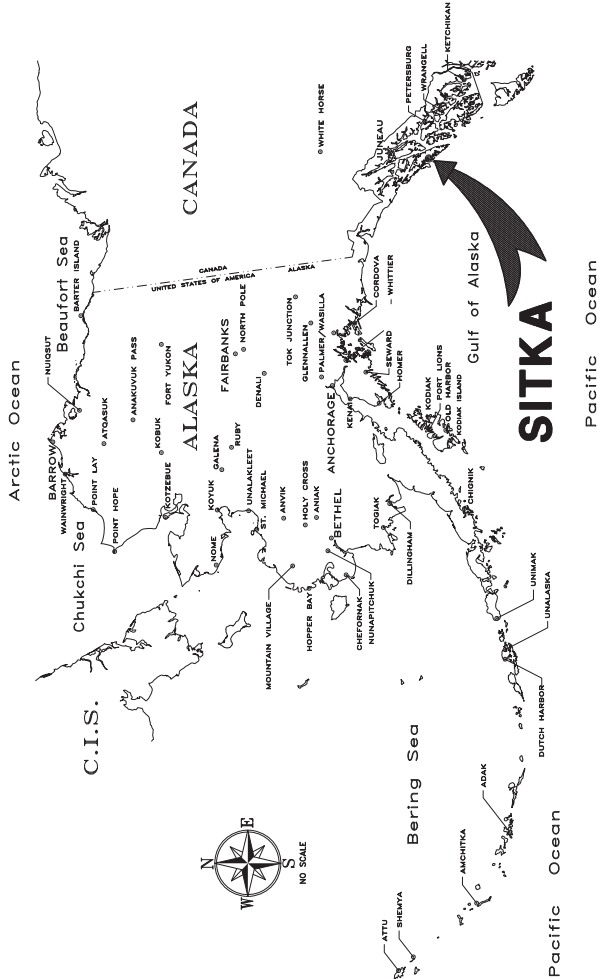 Arctic Ocean
Beaufort Sea
Chukchi Sea
C.I.S.
BARROW
WAINWRIGHT
POINT LAY
POINT HOPE
NUIQSUT
ATQASUK
BARTER ISLAND
ANAKUVUK PASS
KOBUK
FORT YUKON
KOTZEBUE
ALASKA
CANADA
CANADA
UNITED STATES OF AMERICA
ALASKA
NOME
KOYUK
GALENA
RUBY
FAIRBANKS
NORTH POLE
UNALAKLEET
ST. MICHAEL
DENALI
ANVIK
HOLY CROSS
ANIAK
TOK JUNCTION
GLENNALLEN
PALMER/WASILLA
WHITE HORSE
MOUNTAIN VILLAGE
HOPPER BAY
CHEFORNAK
NUNAPITCHUK
BETHEL
ANCHORAGE
KENAI
TOGIAK
DILLINGHAM
CORDOVA
WHITTIER
SEWARD
HOMER
JUNEAU
PETERSBURG
WRANGELL
KETCHIKAN
KODIAK
PORT LIONS
OLD HARBOR
KODIAK ISLAND
CHIGNIK
Gulf of Alaska
SITKA
UNIMAK
UNALASKA
DUTCH HARBOR
ADAK
AMCHITKA
ATTU
SHEMYA
Bering Sea
Pacific Ocean
Pacific Ocean
N
W
E
S
NO SCALE